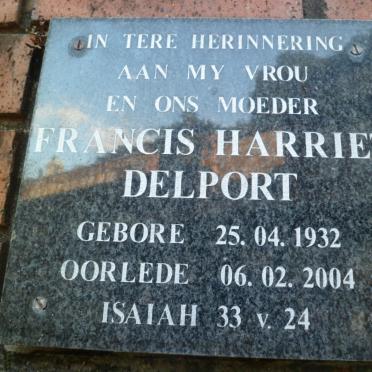 IN TERE HERINNERING
AAN MY VROU
EN ONS MOEDER
FRANCIS HARRIET
DELPORT
GEBORE 25.04.1932
OORLEDE 06.02.2004
ISAIAH 33 v. 24